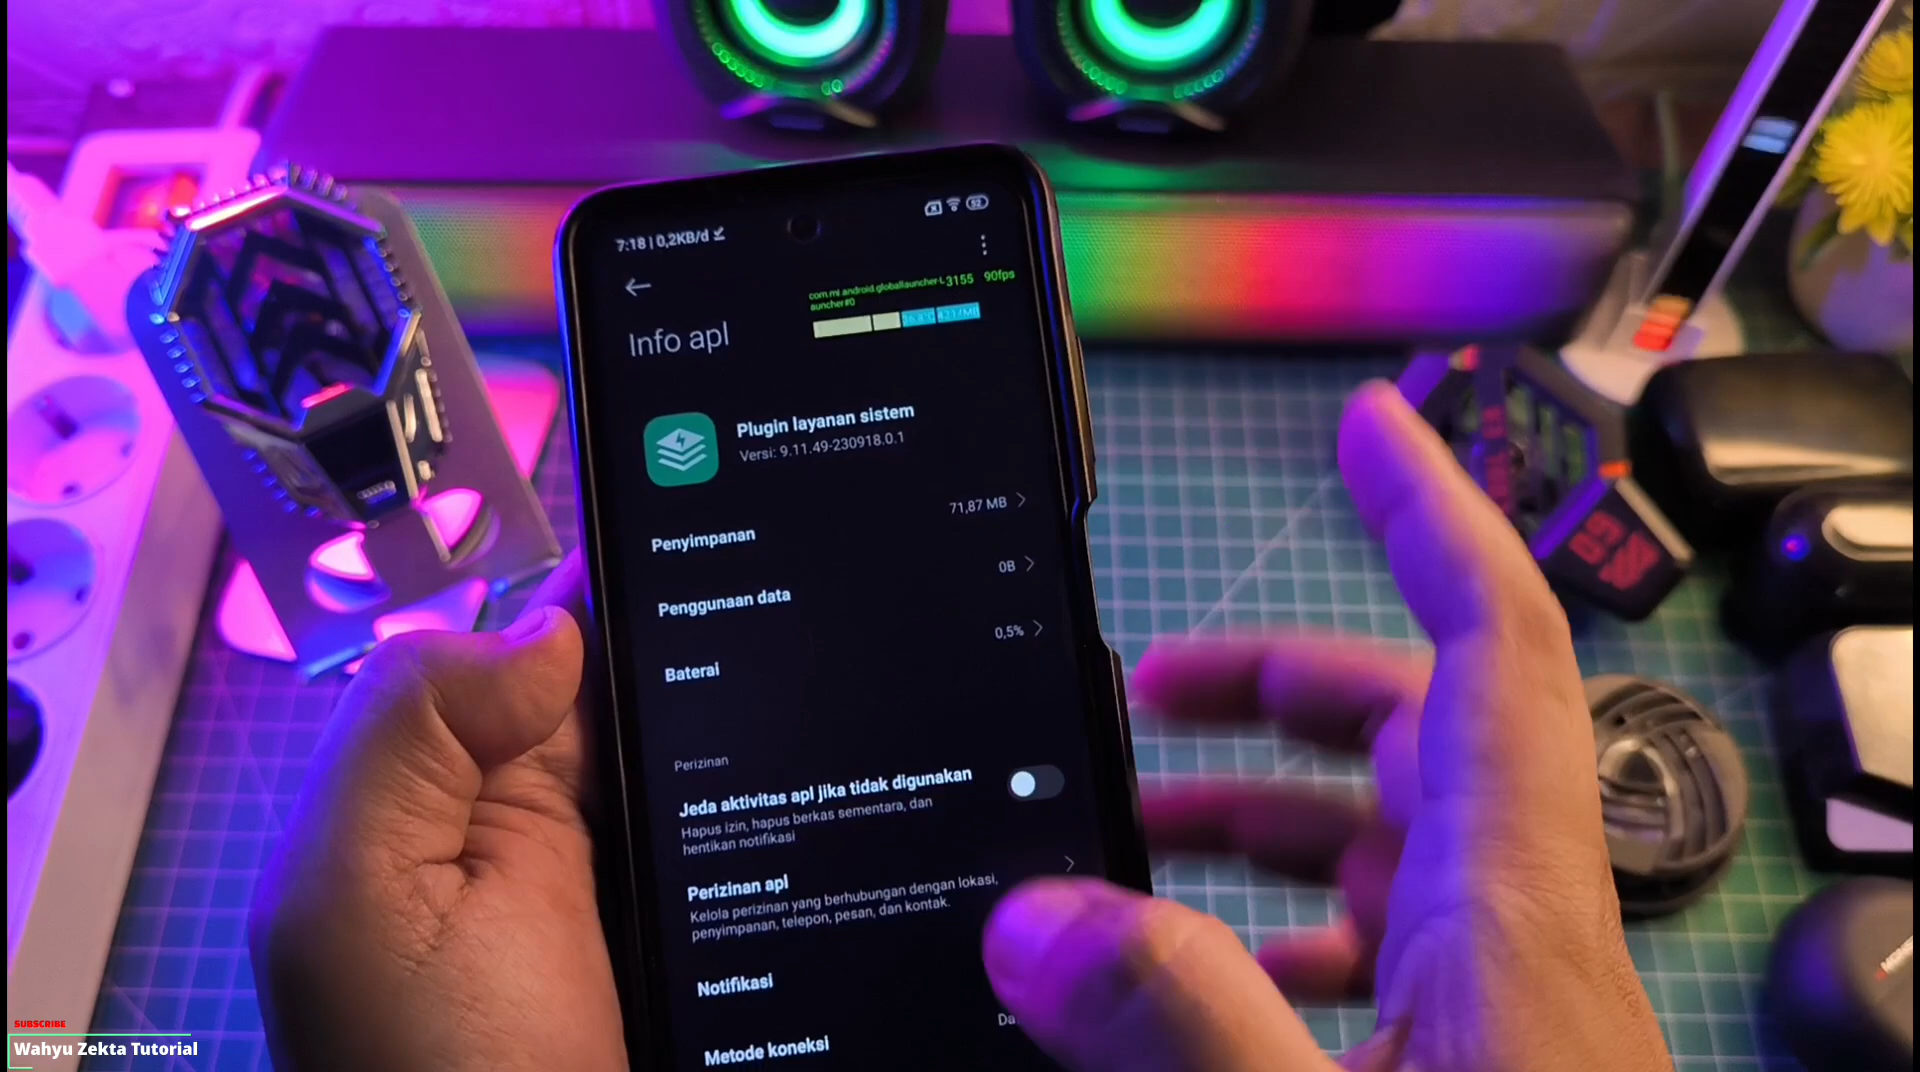 7:18 | 0,2KB/d
52
com.mi.android.globallauncher-L
auncher#0
3155
90fps
Info apl
Plugin layanan sistem
Versi: 9.11.49-230918.0.1
Penyimpanan
71,87 MB
Penggunaan data
0B
Baterai
0,5%
Perizinan
Jeda aktivitas apl jika tidak digunakan
Hapus izin, hapus berkas sementara, dan
hentikan notifikasi
Perizinan apl
Kelola perizinan yang berhubungan dengan lokasi,
penyimpanan, telepon, pesan, dan kontak.
Notifikasi
Metode koneksi
SUBSCRIBE
Wahyu Zekta Tutorial